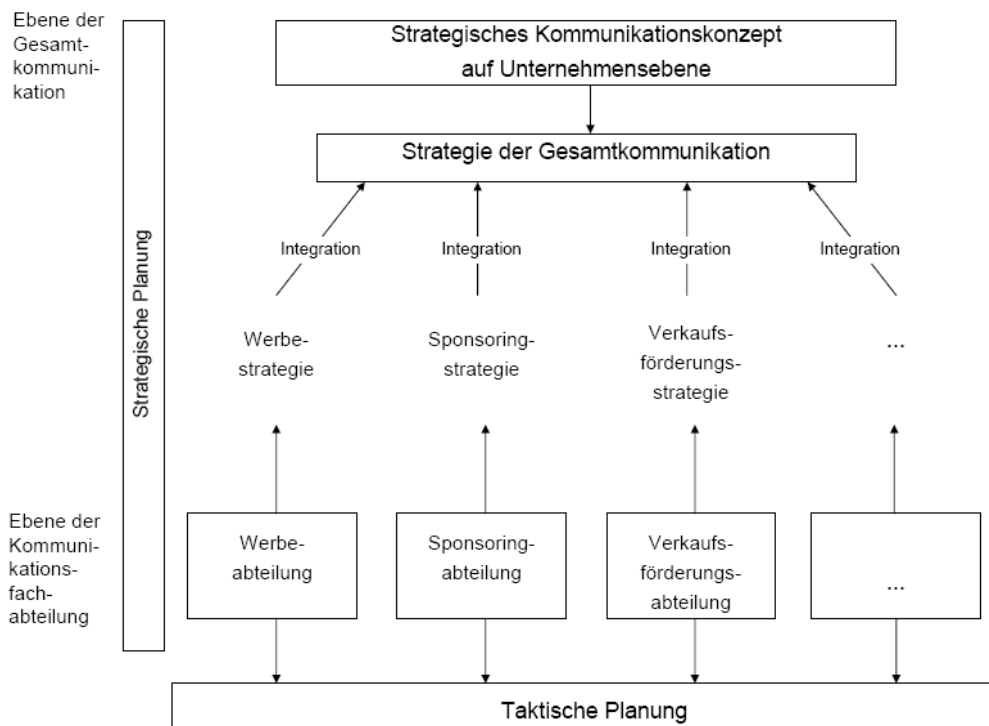 Ebene der
Gesamt-
kommuni-
kation
Strategisches Kommunikationskonzept
auf Unternehmensebene
Strategie der Gesamtkommunikation
Integration
Integration
Integration
Integration
Strategische Planung
Werbe-
strategie
Sponsoring-
strategie
Verkaufs-
förderungs-
strategie
...
Ebene der
Kommuni-
kations-
fach-
abteilung
Werbe-
abteilung
Sponsoring-
abteilung
Verkaufs-
förderungs-
abteilung
...
Taktische Planung